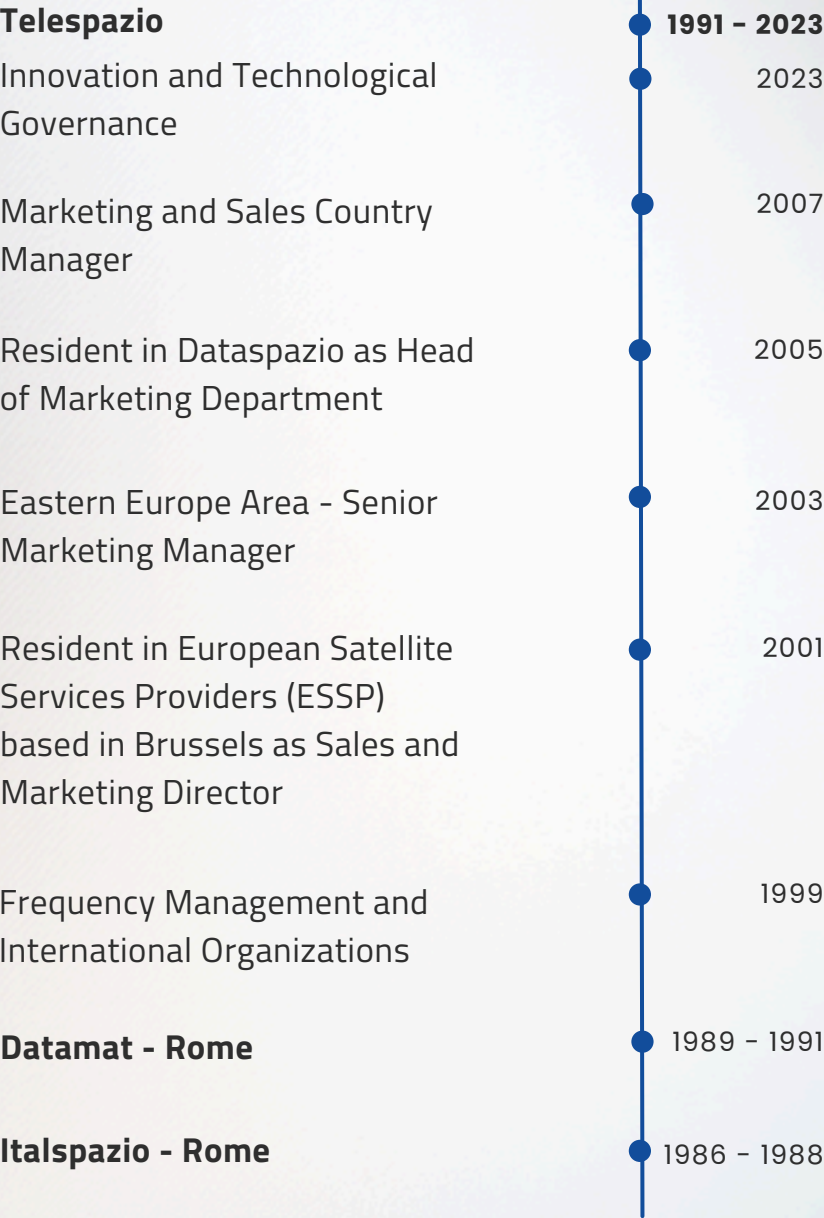 Telespazio
1991 - 2023
Innovation and Technological
Governance
2023
Marketing and Sales Country
Manager
2007
Resident in Dataspazio as Head
of Marketing Department
2005
Eastern Europe Area - Senior
Marketing Manager
2003
Resident in European Satellite
Services Providers (ESSP)
based in Brussels as Sales and
Marketing Director
2001
Frequency Management and
International Organizations
1999
Datamat - Rome
1989 - 1991
Italspazio - Rome
1986 - 1988